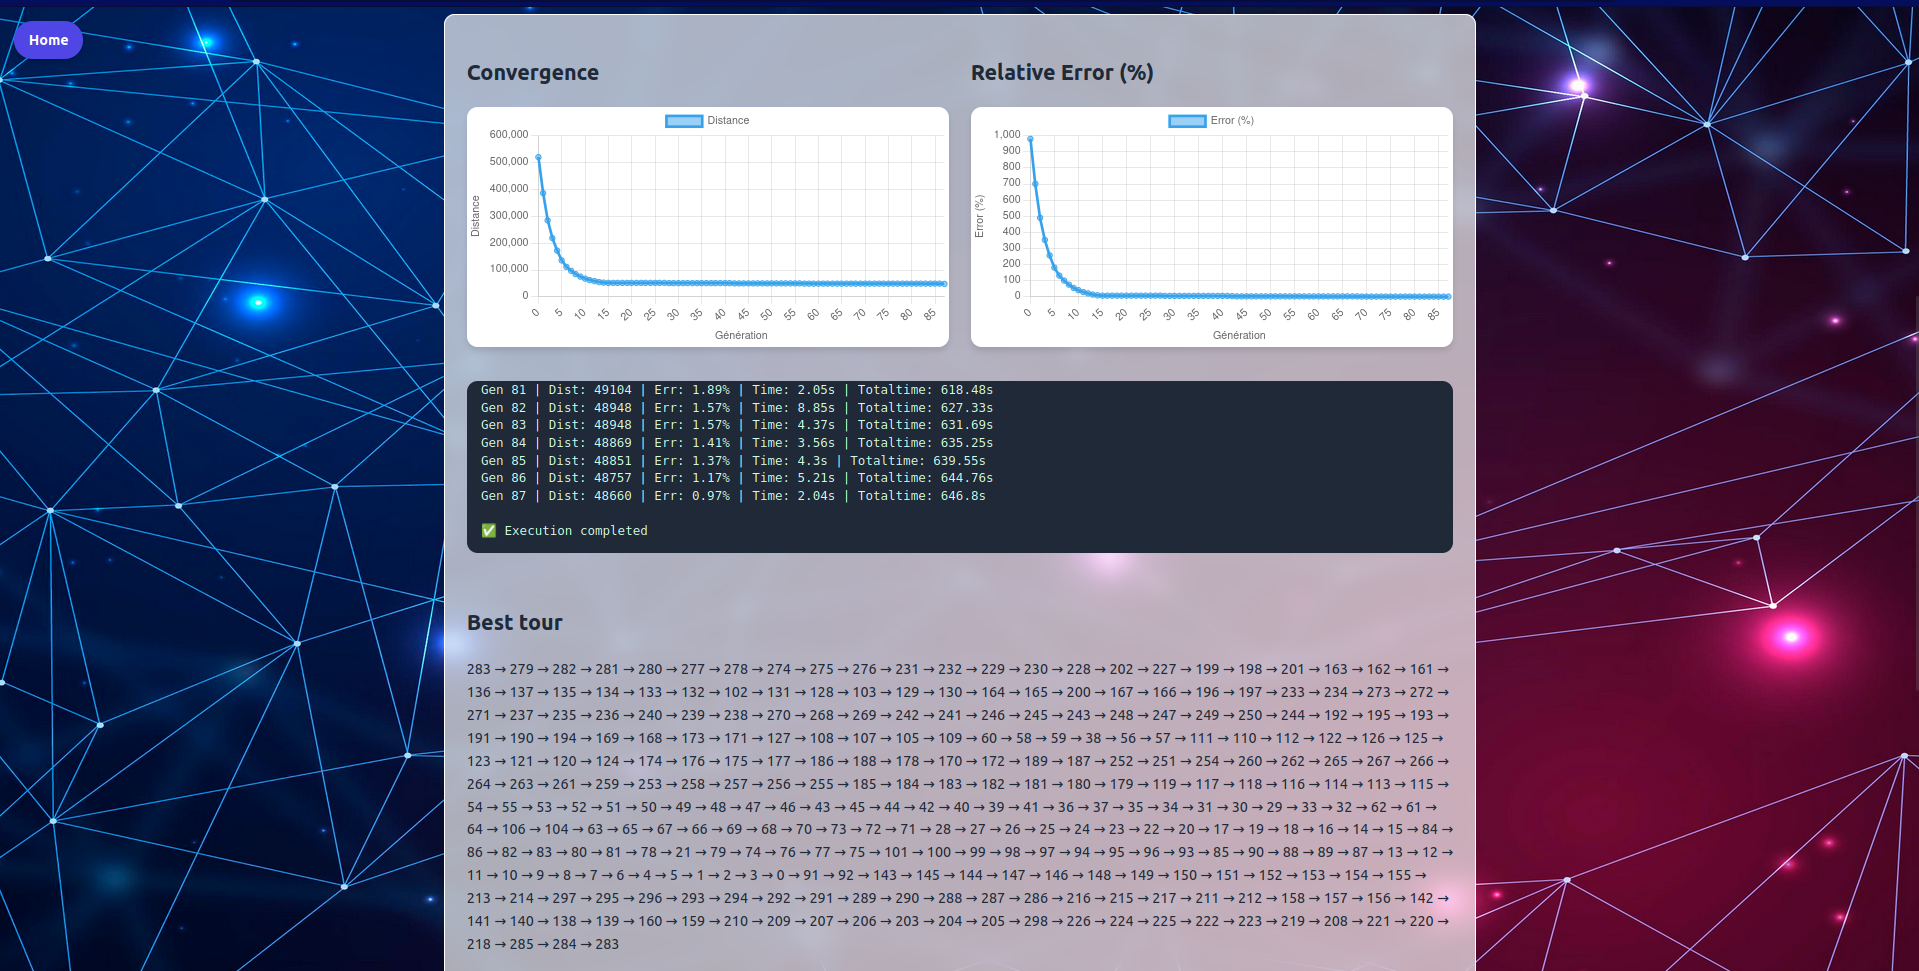 Home
Convergence
Relative Error (%)
Distance
600,000
500,000
400,000
300,000
200,000
100,000
0
Distance
0 5 10 15 20 25 30 35 40 45 50 55 60 65 70 75 80 85
Génération
Error (%)
1,000
900
800
700
600
500
400
300
200
100
0
Error (%)
0 5 10 15 20 25 30 35 40 45 50 55 60 65 70 75 80 85
Génération
Gen 81 | Dist: 49104 | Err: 1.89% | Time: 2.05s | Totaltime: 618.48s
Gen 82 | Dist: 48948 | Err: 1.57% | Time: 8.85s | Totaltime: 627.33s
Gen 83 | Dist: 48948 | Err: 1.57% | Time: 4.37s | Totaltime: 631.69s
Gen 84 | Dist: 48869 | Err: 1.41% | Time: 3.56s | Totaltime: 635.25s
Gen 85 | Dist: 48851 | Err: 1.37% | Time: 4.3s | Totaltime: 639.55s
Gen 86 | Dist: 48757 | Err: 1.17% | Time: 5.21s | Totaltime: 644.76s
Gen 87 | Dist: 48660 | Err: 0.97% | Time: 2.04s | Totaltime: 646.8s
✅ Execution completed
Best tour
283 → 279 → 282 → 281 → 280 → 277 → 278 → 274 → 275 → 276 → 231 → 232 → 229 → 230 → 228 → 202 → 227 → 199 → 198 → 201 → 163 → 162 → 161 →
136 → 137 → 135 → 134 → 133 → 132 → 102 → 131 → 128 → 103 → 129 → 130 → 164 → 165 → 200 → 167 → 166 → 196 → 197 → 233 → 234 → 273 → 272 →
271 → 237 → 235 → 236 → 240 → 239 → 238 → 270 → 268 → 269 → 242 → 241 → 246 → 245 → 243 → 248 → 247 → 249 → 250 → 244 → 192 → 195 → 193 →
191 → 190 → 194 → 169 → 168 → 173 → 171 → 127 → 108 → 107 → 105 → 109 → 60 → 58 → 59 → 38 → 56 → 57 → 111 → 110 → 112 → 122 → 126 → 125 →
123 → 121 → 120 → 124 → 174 → 176 → 175 → 177 → 186 → 188 → 178 → 170 → 172 → 189 → 187 → 252 → 251 → 254 → 260 → 262 → 265 → 267 → 266 →
264 → 263 → 261 → 259 → 253 → 258 → 257 → 256 → 255 → 185 → 184 → 183 → 182 → 181 → 180 → 179 → 119 → 117 → 118 → 116 → 114 → 113 → 115 →
54 → 55 → 53 → 52 → 51 → 50 → 49 → 48 → 47 → 46 → 43 → 45 → 44 → 42 → 40 → 39 → 41 → 36 → 37 → 35 → 34 → 31 → 30 → 29 → 33 → 32 → 62 → 61 →
64 → 106 → 104 → 63 → 65 → 67 → 66 → 69 → 68 → 70 → 73 → 72 → 71 → 28 → 27 → 26 → 25 → 24 → 23 → 22 → 20 → 17 → 19 → 18 → 16 → 14 → 15 → 84 →
86 → 82 → 83 → 80 → 81 → 78 → 21 → 79 → 74 → 76 → 77 → 75 → 101 → 100 → 99 → 98 → 97 → 94 → 95 → 96 → 93 → 85 → 90 → 88 → 89 → 87 → 13 → 12 →
11 → 10 → 9 → 8 → 7 → 6 → 4 → 5 → 1 → 2 → 3 → 0 → 91 → 92 → 143 → 145 → 144 → 147 → 146 → 148 → 149 → 150 → 151 → 152 → 153 → 154 → 155 →
213 → 214 → 297 → 295 → 296 → 293 → 294 → 292 → 291 → 289 → 290 → 288 → 287 → 286 → 216 → 215 → 217 → 211 → 212 → 158 → 157 → 156 → 142 →
141 → 140 → 138 → 139 → 160 → 159 → 210 → 209 → 207 → 206 → 203 → 204 → 205 → 298 → 226 → 224 → 225 → 222 → 223 → 219 → 208 → 221 → 220 →
218 → 285 → 284 → 283